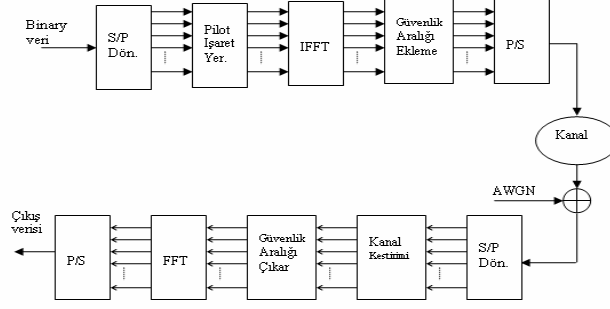 Binary
veri
S/P
Dön.
Pilot
İşaret
Yer.
IFFT
Güvenlik
Aralığı
Ekleme
P/S
Kanal
AWGN
Çıkış
verisi
P/S
FFT
Güvenlik
Aralığı
Çıkar
Kanal
Kestirimi
S/P
Dön.